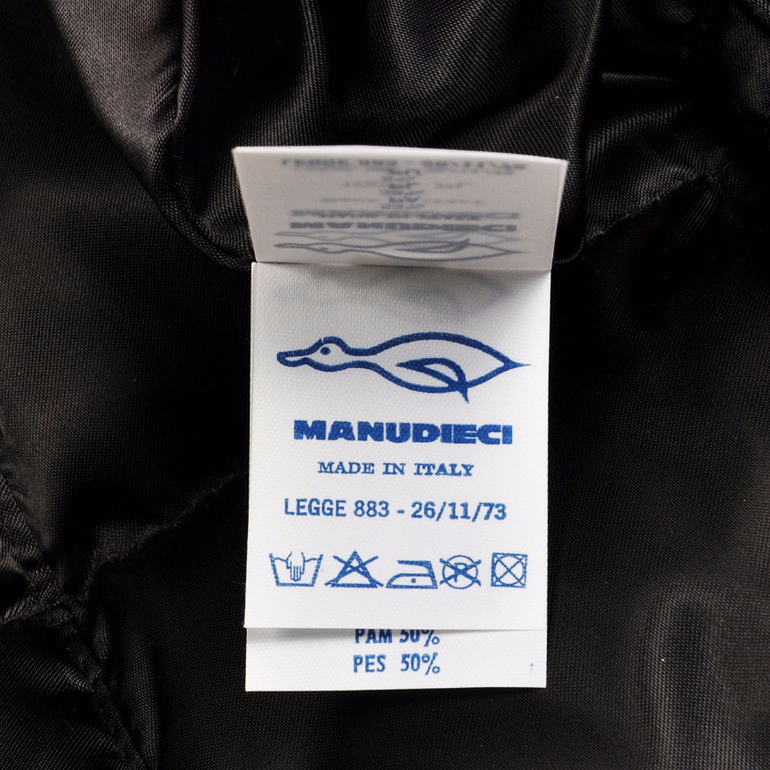 MANUDIECI
MADE IN ITALY
LEGGE 883 - 26/11/73
P
PAM 50%
PES 50%